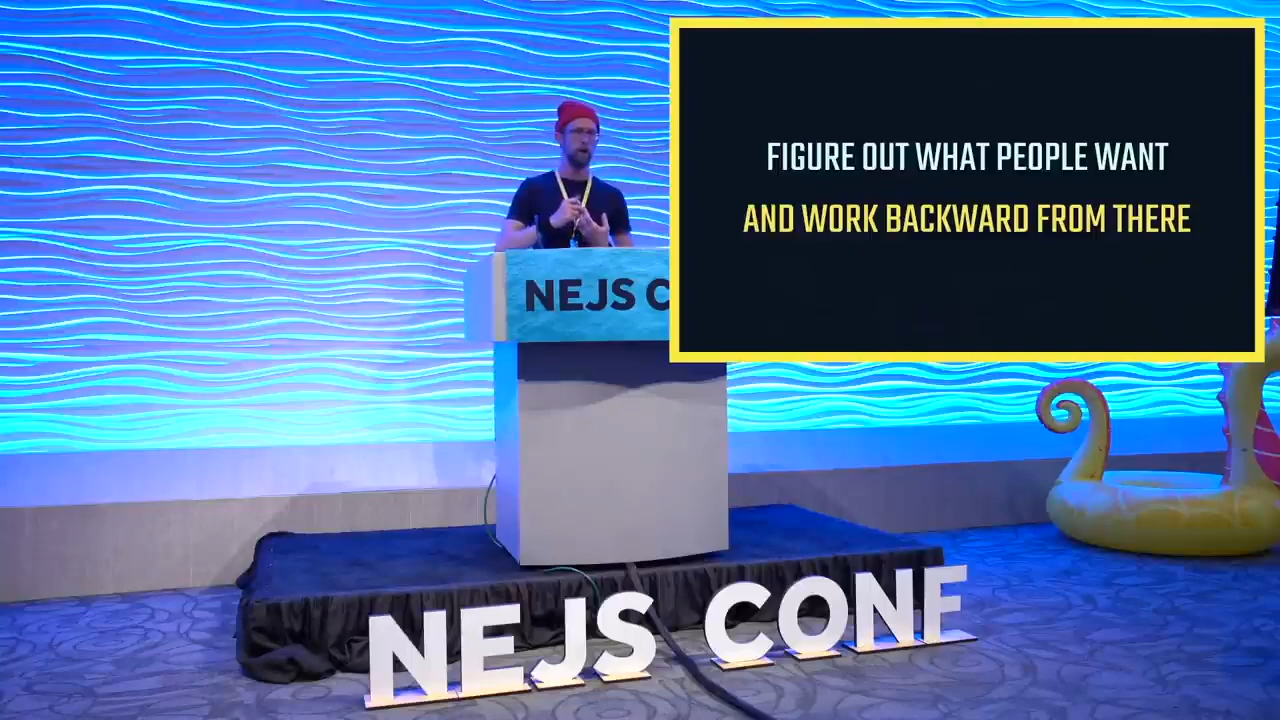 FIGURE OUT WHAT PEOPLE WANT
AND WORK BACKWARD FROM THERE
NEJS C
NEJS CONF